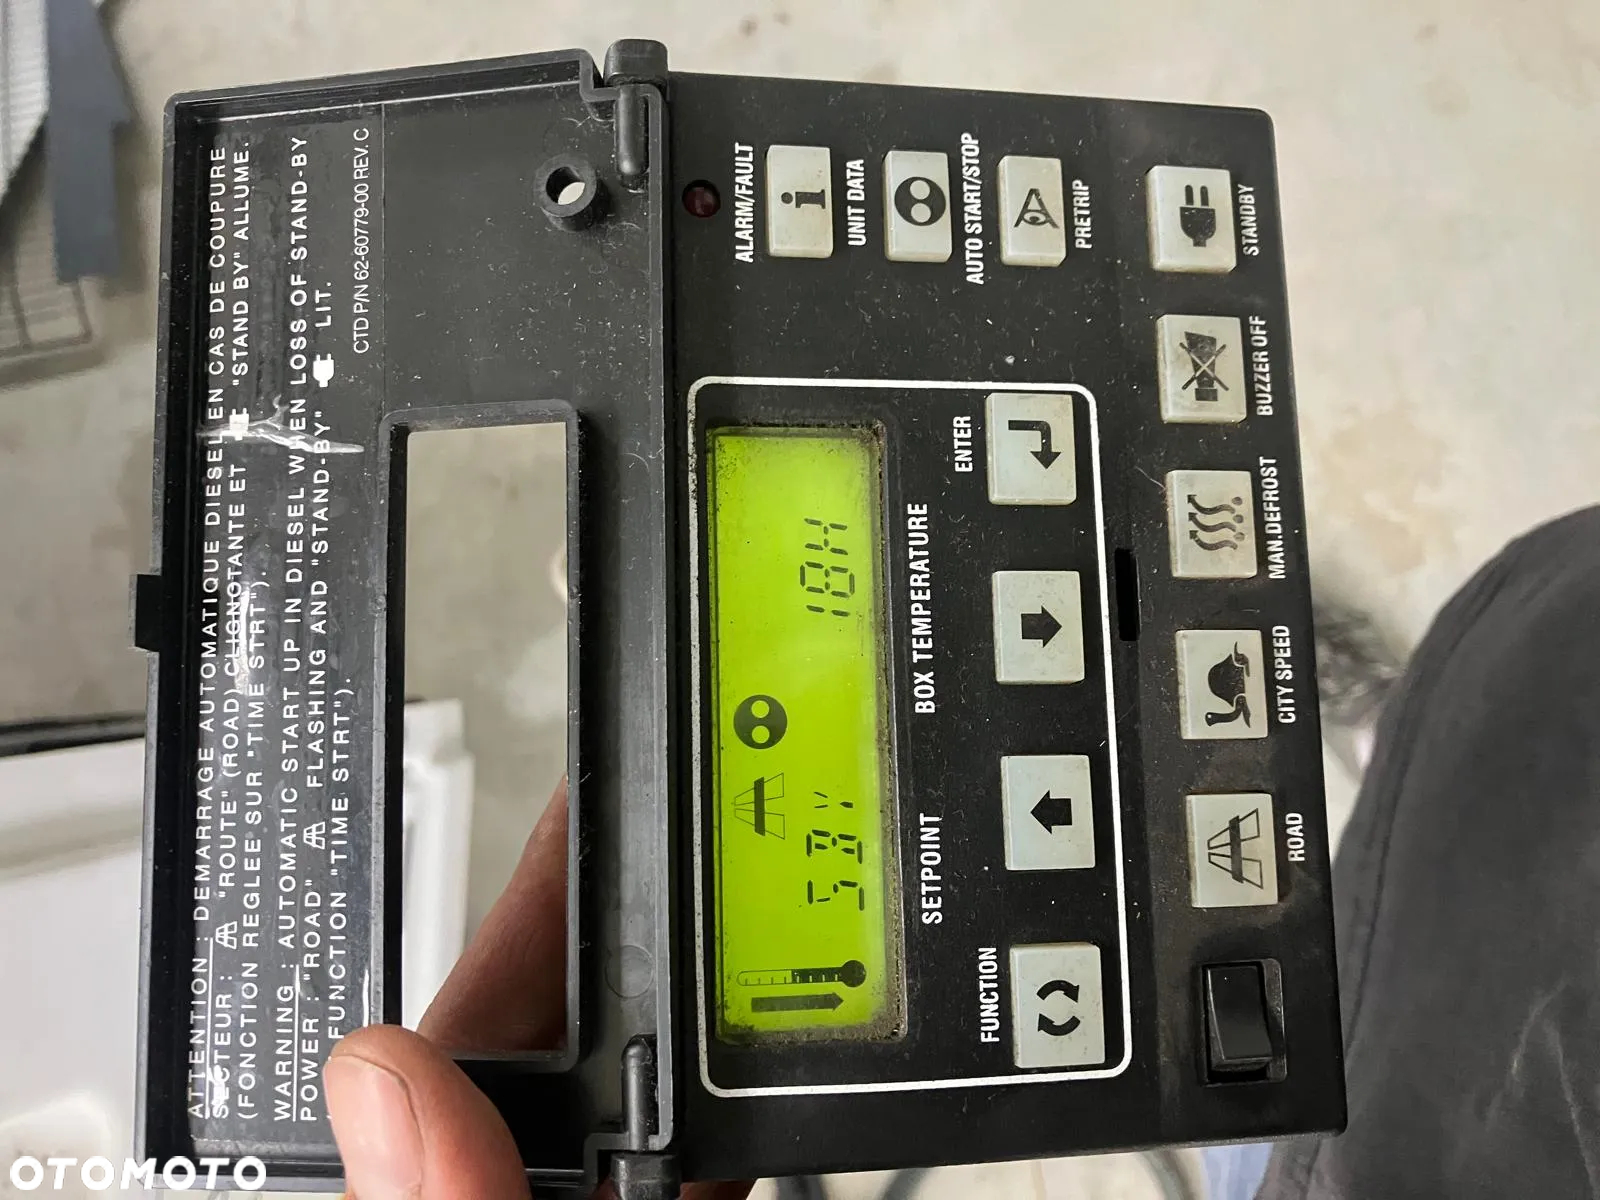 ATTENTION : DEMARRAGE AUTOMATIQUE DIESEL EN CAS DE COUPURE
SECTEUR : "ROUTE" (ROAD) CLIGNOTANTE ET "STAND BY" ALLUME.
(FONCTION REGLEE SUR "TIME STRT").
WARNING : AUTOMATIC START UP IN DIESEL WHEN LOSS OF STAND-BY
POWER : "ROAD" FLASHING AND "STAND-BY" LIT.
FUNCTION "TIME STRT").
CTD P/N 62-60779-00 REV. C
ALARM/FAULT
UNIT DATA
AUTO START/STOP
PRETRIP
SBY 18H
SETPOINT
BOX TEMPERATURE
FUNCTION
ENTER
ROAD
CITY SPEED
MAN.DEFROST
BUZZER OFF
STANDBY
OTOMOTO